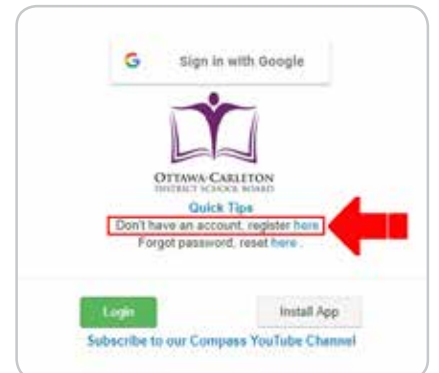 Sign in with Google
OTTAWA-CARLETON
DISTRICT SCHOOL BOARD
Quick Tips
Don't have an account, register here
Forgot password, reset here .
Login
Install App
Subscribe to our Compass YouTube Channel